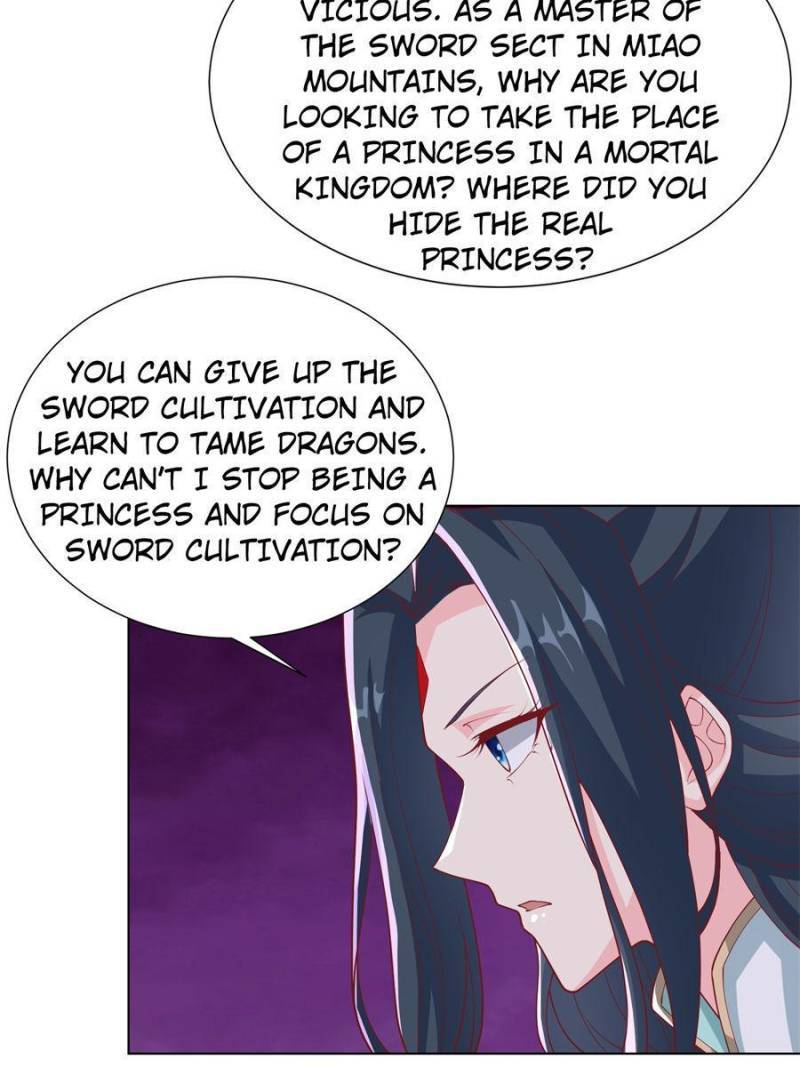 VICIOUS. AS A MASTER OF
THE SWORD SECT IN MIAO
MOUNTAINS, WHY ARE YOU
LOOKING TO TAKE THE PLACE
OF A PRINCESS IN A MORTAL
KINGDOM? WHERE DID YOU
HIDE THE REAL
PRINCESS?
YOU CAN GIVE UP THE
SWORD CULTIVATION AND
LEARN TO TAME DRAGONS.
WHY CAN'T I STOP BEING A
PRINCESS AND FOCUS ON
SWORD CULTIVATION?